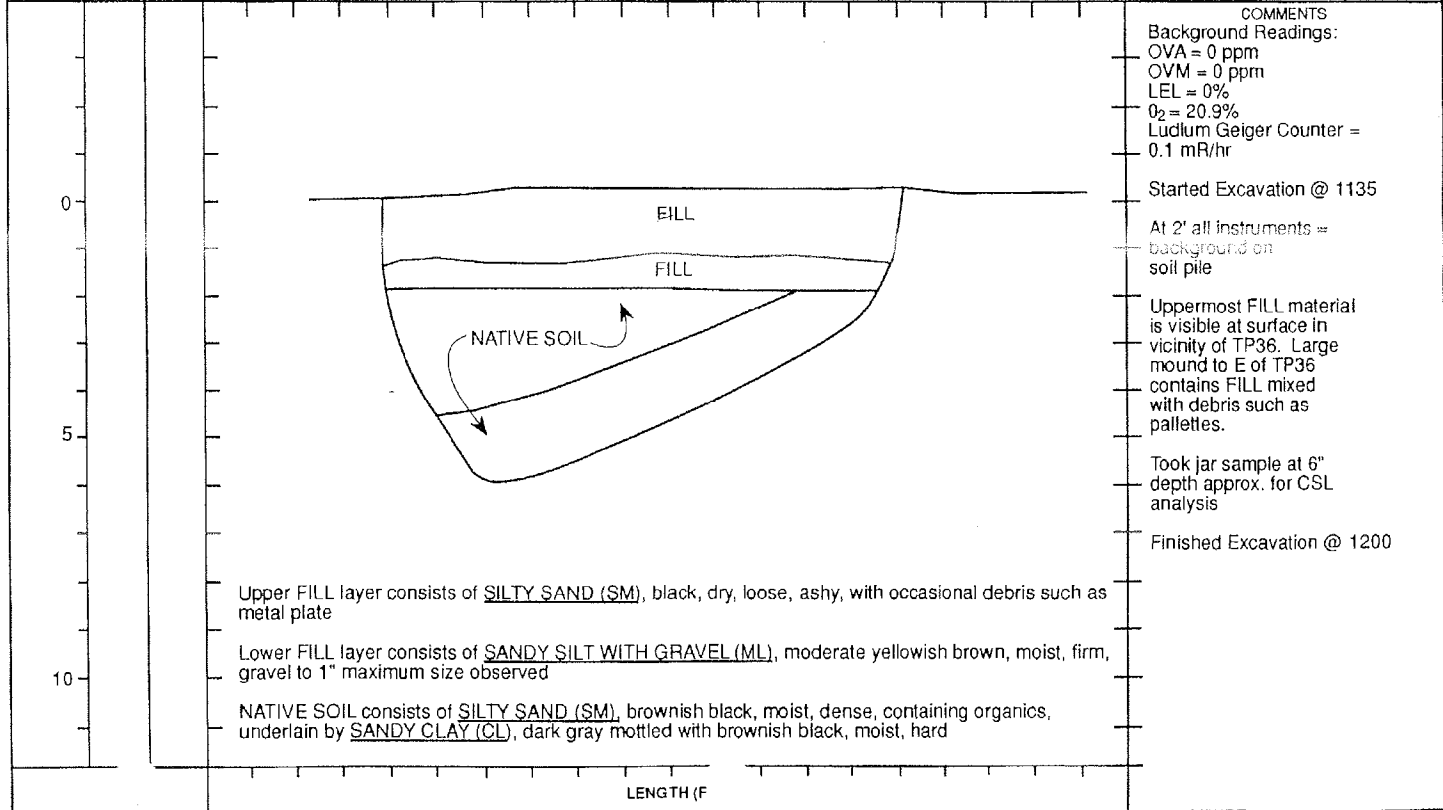 COMMENTS
Background Readings:
OVA = 0 ppm
OVM = 0 ppm
LEL = 0%
O2 = 20.9%
Ludlum Geiger Counter =
0.1 mR/hr
Started Excavation @ 1135
At 2' all instruments =
background on
soil pile
Uppermost FILL material
is visible at surface in
vicinity of TP36. Large
mound to E of TP36
contains FILL mixed
with debris such as
pallettes.
Took jar sample at 6"
depth approx. for CSL
analysis
Finished Excavation @ 1200
0
5
10
FILL
FILL
NATIVE SOIL
Upper FILL layer consists of SILTY SAND (SM), black, dry, loose, ashy, with occasional debris such as
metal plate
Lower FILL layer consists of SANDY SILT WITH GRAVEL (ML), moderate yellowish brown, moist, firm,
gravel to 1" maximum size observed
NATIVE SOIL consists of SILTY SAND (SM), brownish black, moist, dense, containing organics,
underlain by SANDY CLAY (CL), dark gray mottled with brownish black, moist, hard
LENGTH (F